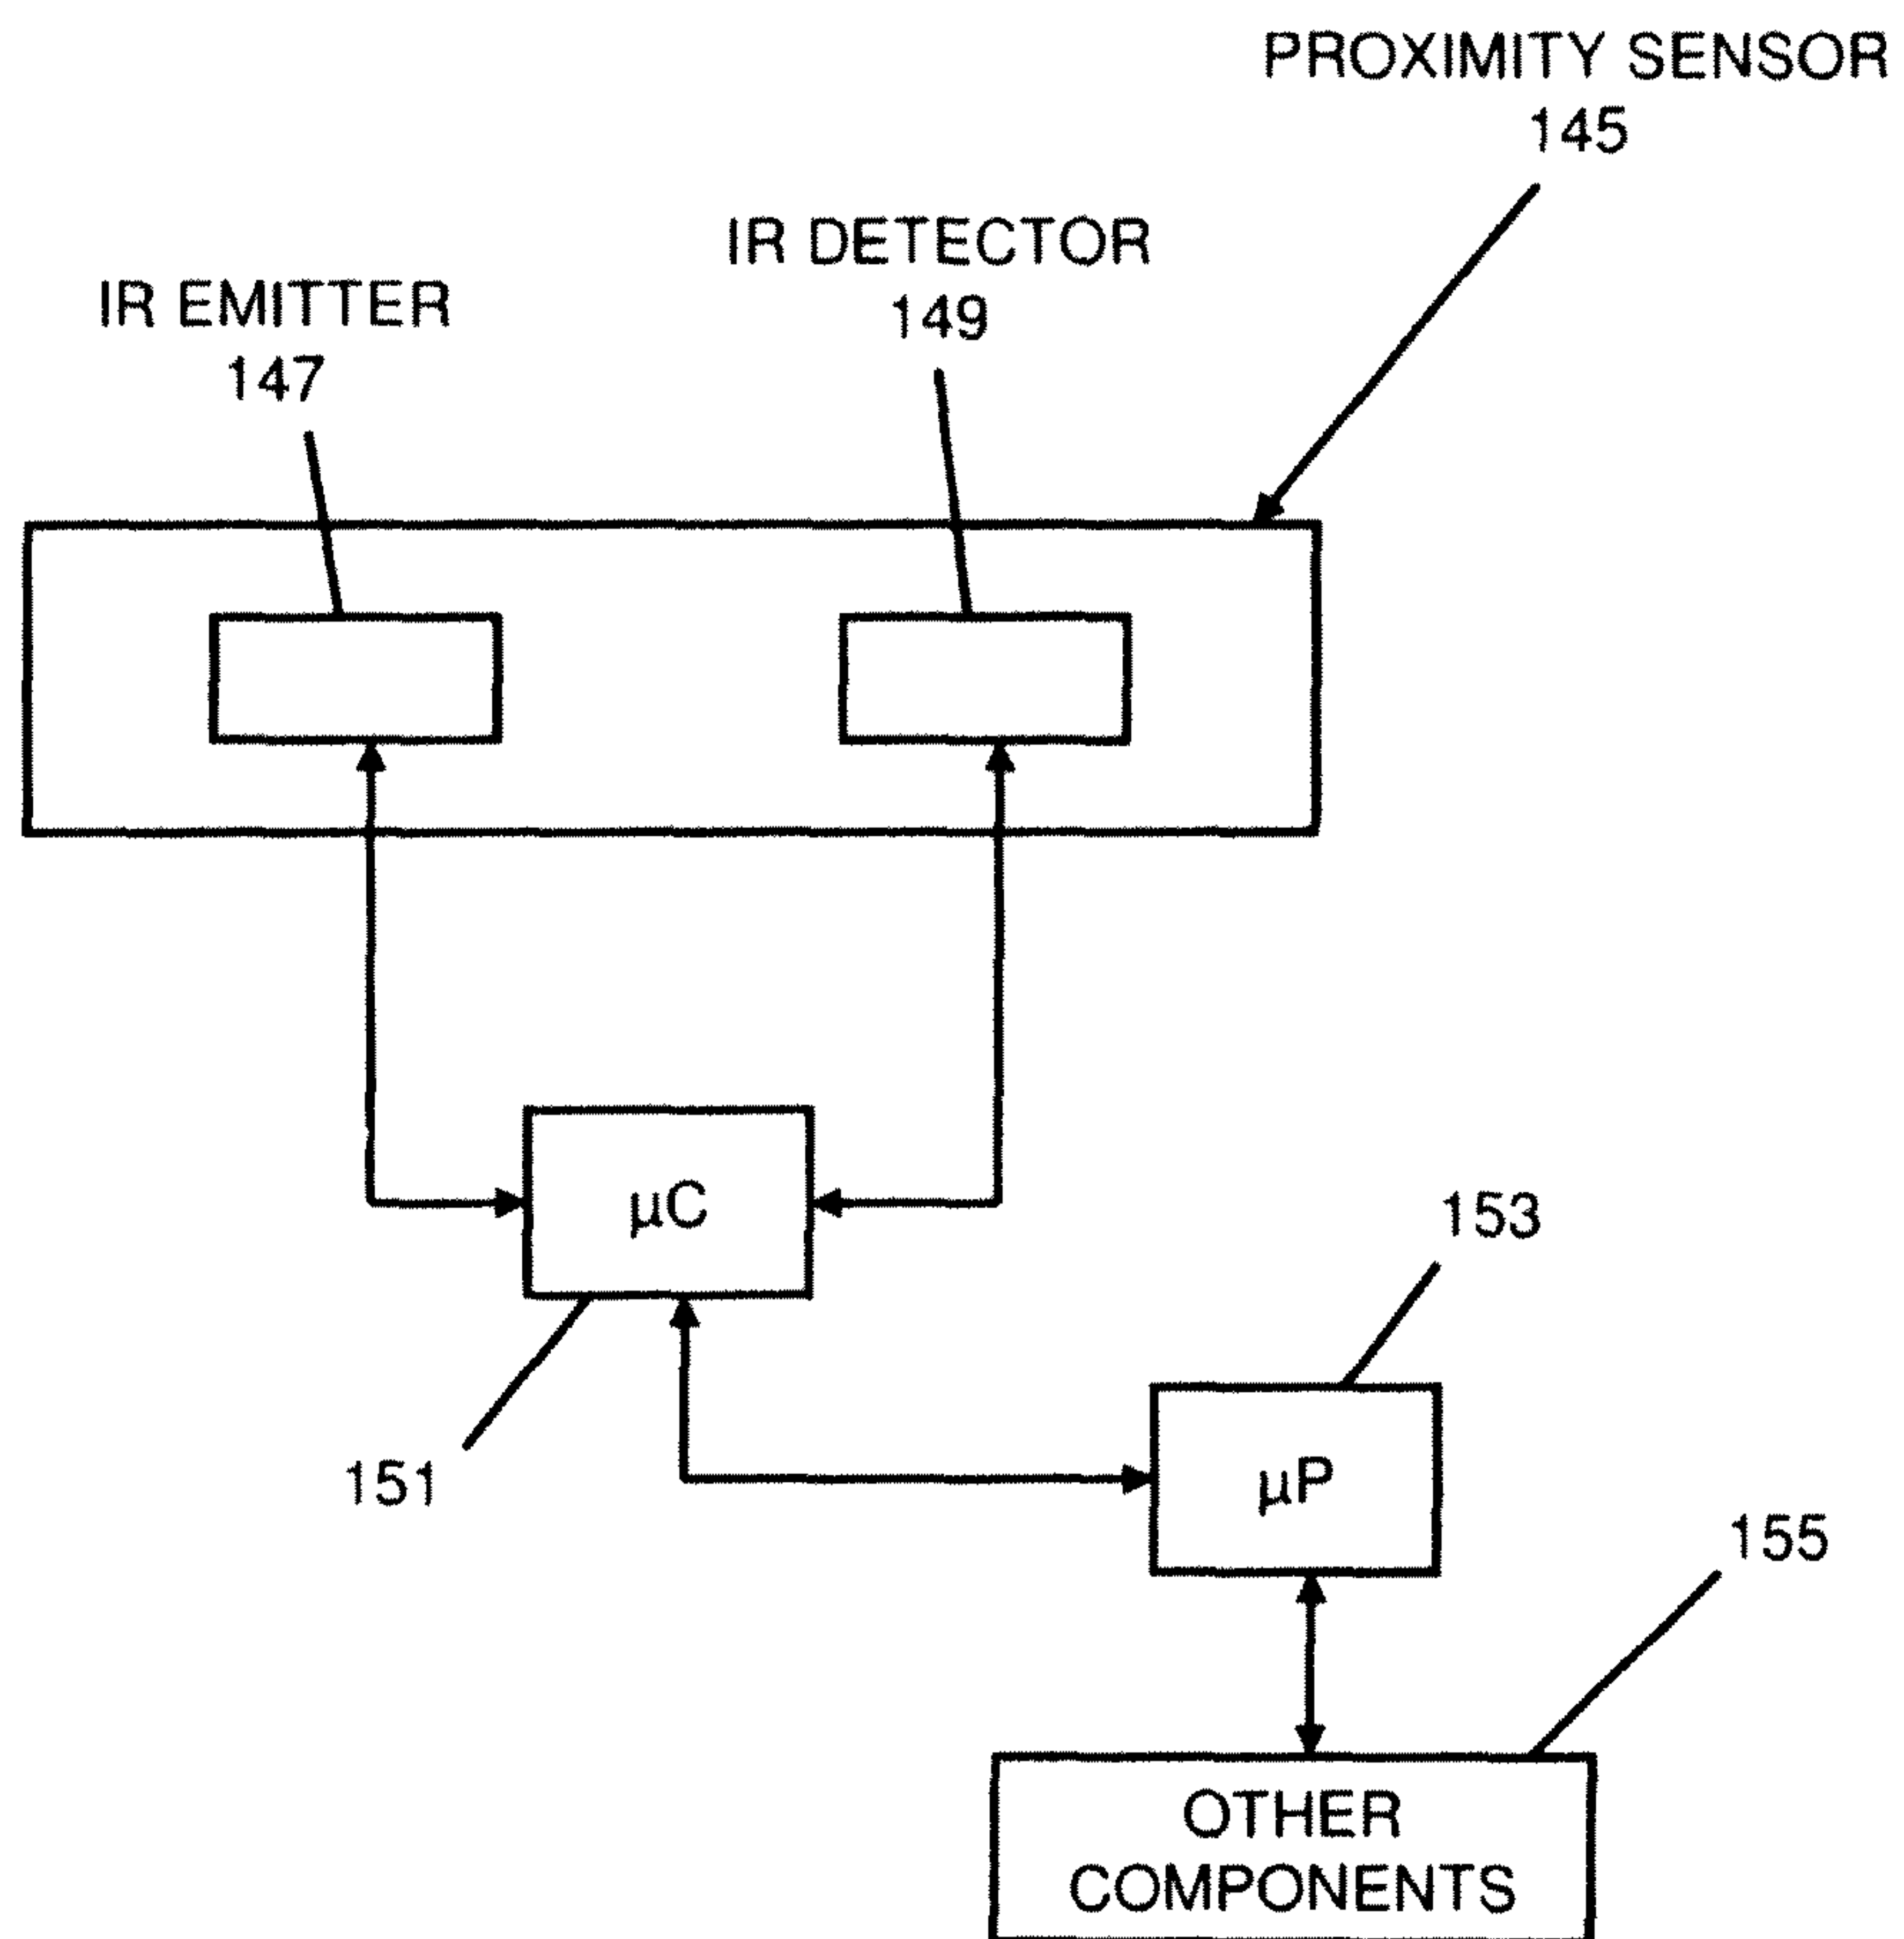 PROXIMITY SENSOR
145
IR DETECTOR
149
IR EMITTER
147
µC
153
151
µP
155
OTHER
COMPONENTS